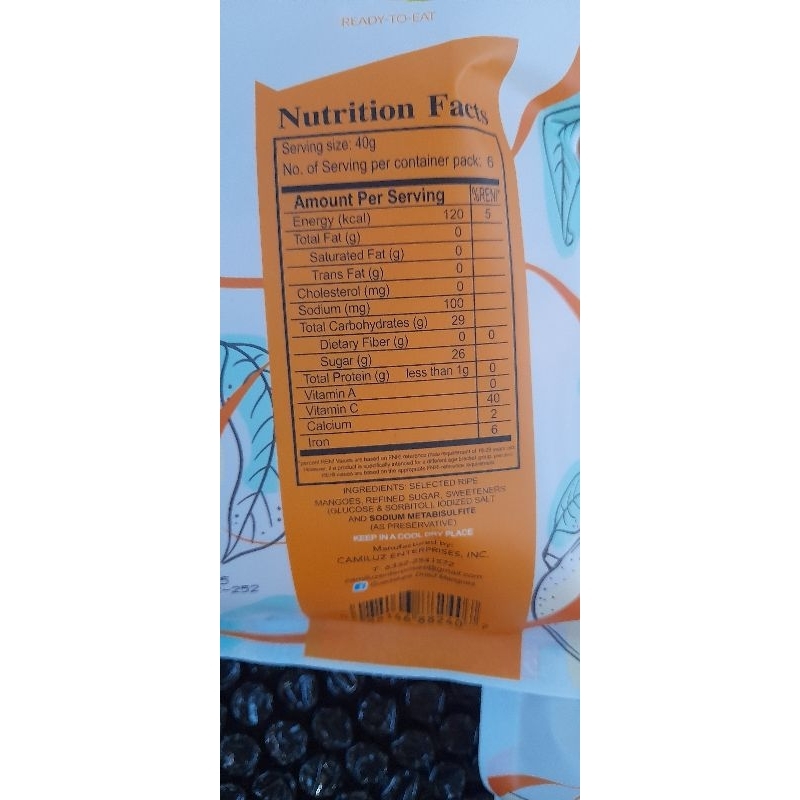 READY-TO-EAT
Nutrition Facts
Serving size: 40g
No. of Serving per container pack: 6
Amount Per Serving %RENI*
Energy (kcal) 120 5
Total Fat (g) 0
Saturated Fat (g) 0
Trans Fat (g) 0
Cholesterol (mg) 0
Sodium (mg) 100
Total Carbohydrates (g) 29
Dietary Fiber (g) 0 0
Sugar (g) 26
Total Protein (g) less than 1g 0
Vitamin A 0
Vitamin C 40
Calcium 2
Iron 6
INGREDIENTS: SELECTED RIPE
MANGOES, REFINED SUGAR, SWEETENERS
(GLUCOSE & SORBITOL), IODIZED SALT
AND SODIUM METABISULFITE
(AS PRESERVATIVE)
KEEP IN A COOL DRY PLACE
Manufactured by:
CAMILUZ ENTERPRISES, INC.
-252